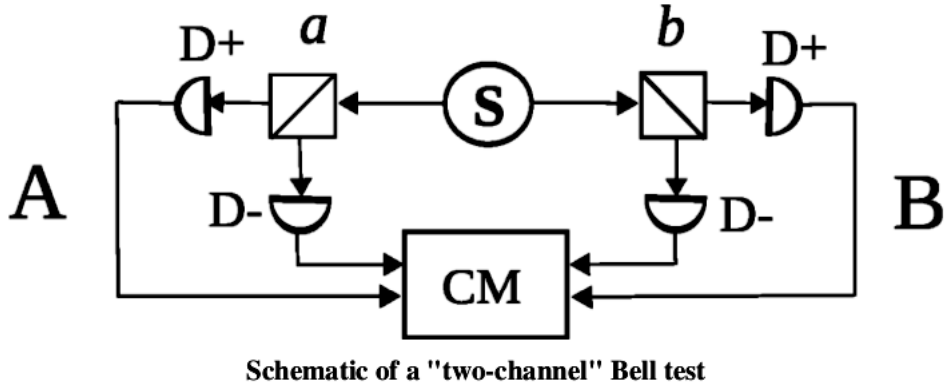 D+
a
S
b
D+
A
D-
D-
B
CM
Schematic of a "two-channel" Bell test